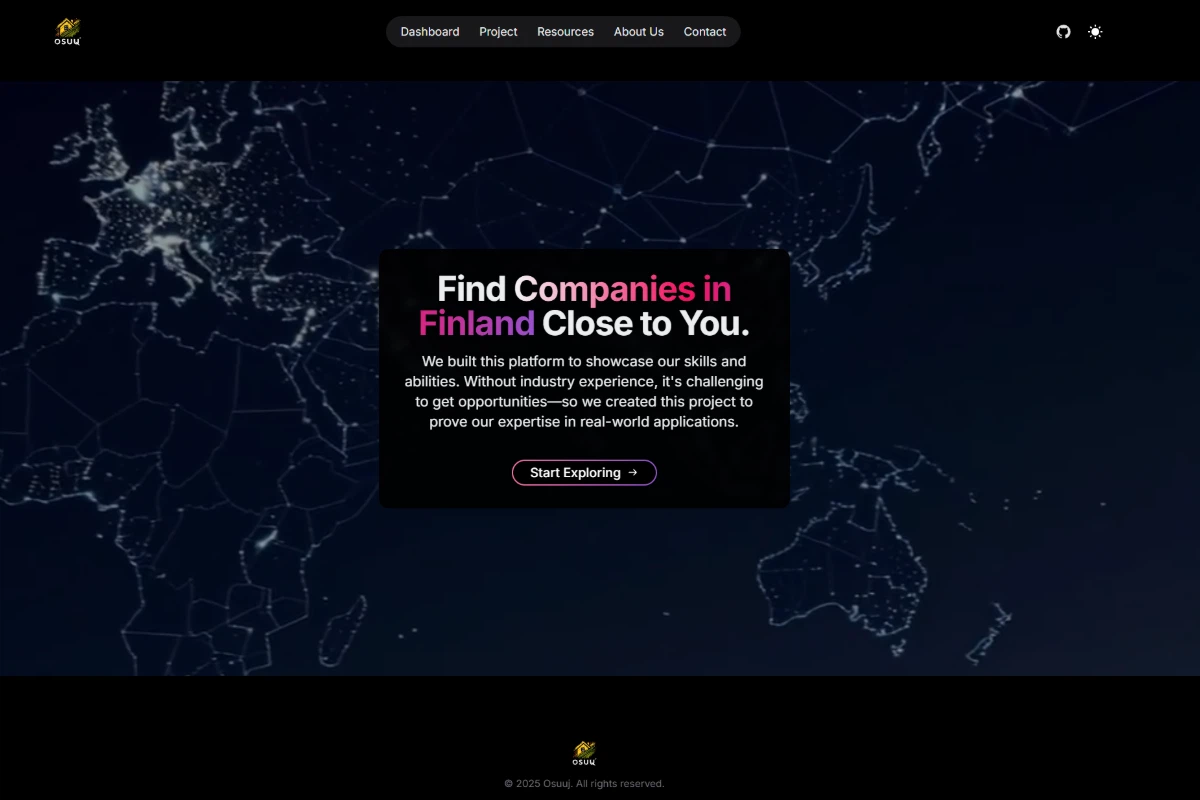 OSUUJ
Dashboard Project Resources About Us Contact
Find Companies in
Finland Close to You.
We built this platform to showcase our skills and
abilities. Without industry experience, it's challenging
to get opportunities—so we created this project to
prove our expertise in real-world applications.
Start Exploring →
OSUUJ
© 2025 Osuuj. All rights reserved.